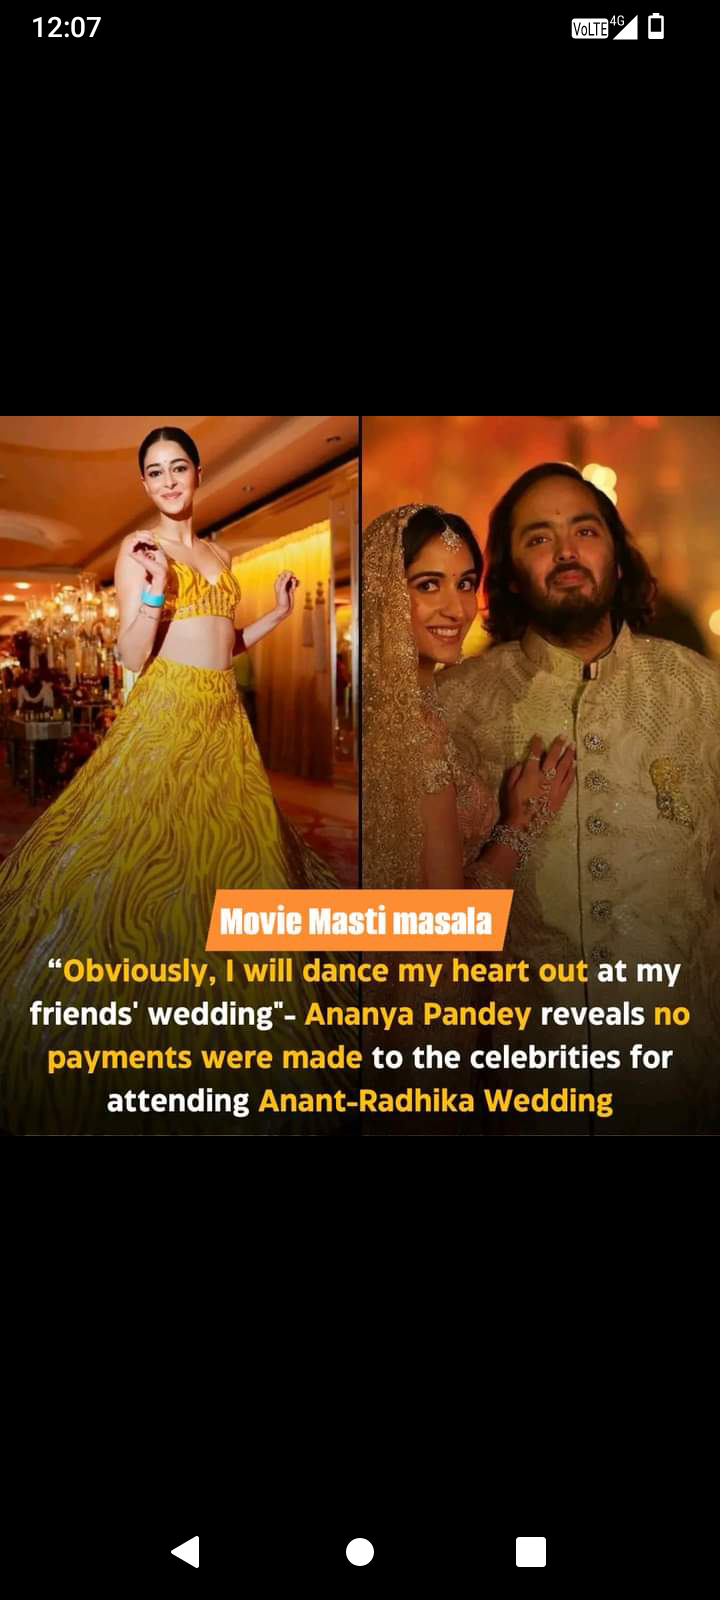 12:07
VoLTE 4G
Movie Masti masala
“Obviously, I will dance my heart out at my
friends' wedding"- Ananya Pandey reveals no
payments were made to the celebrities for
attending Anant-Radhika Wedding